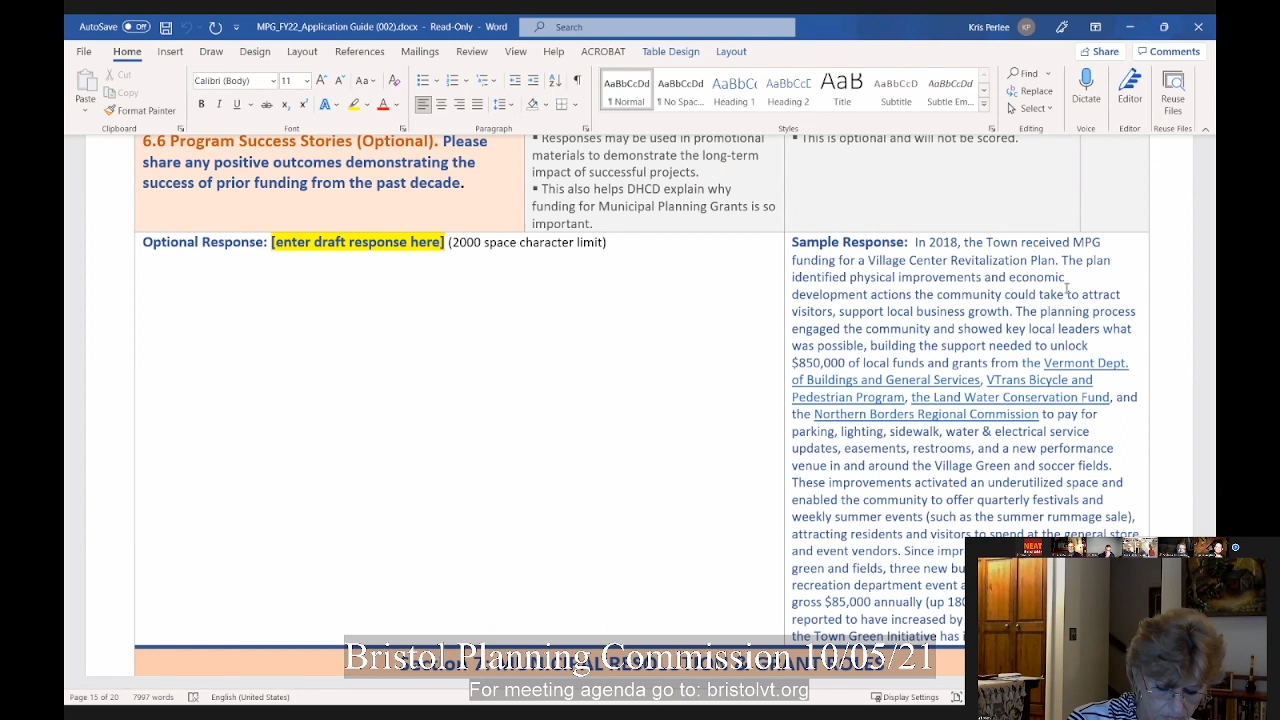 AutoSave Off MPG_FY22_Application Guide (002).docx - Read-Only - Word Search Kris Perlee KP
File Home Insert Draw Design Layout References Mailings Review View Help ACROBAT Table Design Layout Share Comments
Paste Cut Copy Format Painter
Calibri (Body) 11
AaBbCcDd AaBbCcDd AaBbC( AaBbCcC AaB AaBbCcD AaBbCcDd
¶ Normal ¶ No Spac... Heading 1 Heading 2 Title Subtitle Subtle Em...
Find Replace Select Dictate Editor Reuse Files
Clipboard Font Paragraph Styles Editing Voice Editor Reuse Files
6.6 Program Success Stories (Optional). Please
share any positive outcomes demonstrating the
success of prior funding from the past decade.
▪ Responses may be used in promotional
materials to demonstrate the long-term
impact of successful projects.
▪ This also helps DHCD explain why
funding for Municipal Planning Grants is so
important.
▪ This is optional and will not be scored.
Optional Response: [enter draft response here] (2000 space character limit)
Sample Response: In 2018, the Town received MPG
funding for a Village Center Revitalization Plan. The plan
identified physical improvements and economic
development actions the community could take to attract
visitors, support local business growth. The planning process
engaged the community and showed key local leaders what
was possible, building the support needed to unlock
$850,000 of local funds and grants from the Vermont Dept.
of Buildings and General Services, VTrans Bicycle and
Pedestrian Program, the Land Water Conservation Fund, and
the Northern Borders Regional Commission to pay for
parking, lighting, sidewalk, water & electrical service
updates, easements, restrooms, and a new performance
venue in and around the Village Green and soccer fields.
These improvements activated an underutilized space and
enabled the community to offer quarterly festivals and
weekly summer events (such as the summer rummage sale),
attracting residents and visitors to spend at the general store
and event vendors. Since
green and fields, three new
recreation department event
gross $85,000 annually (up
reported to have increased by
the Town Green Initiative has
Bristol Planning Commission 10/05/21
For meeting agenda go to: bristolvt.org
Page 15 of 20 7997 words English (United States) Display Settings